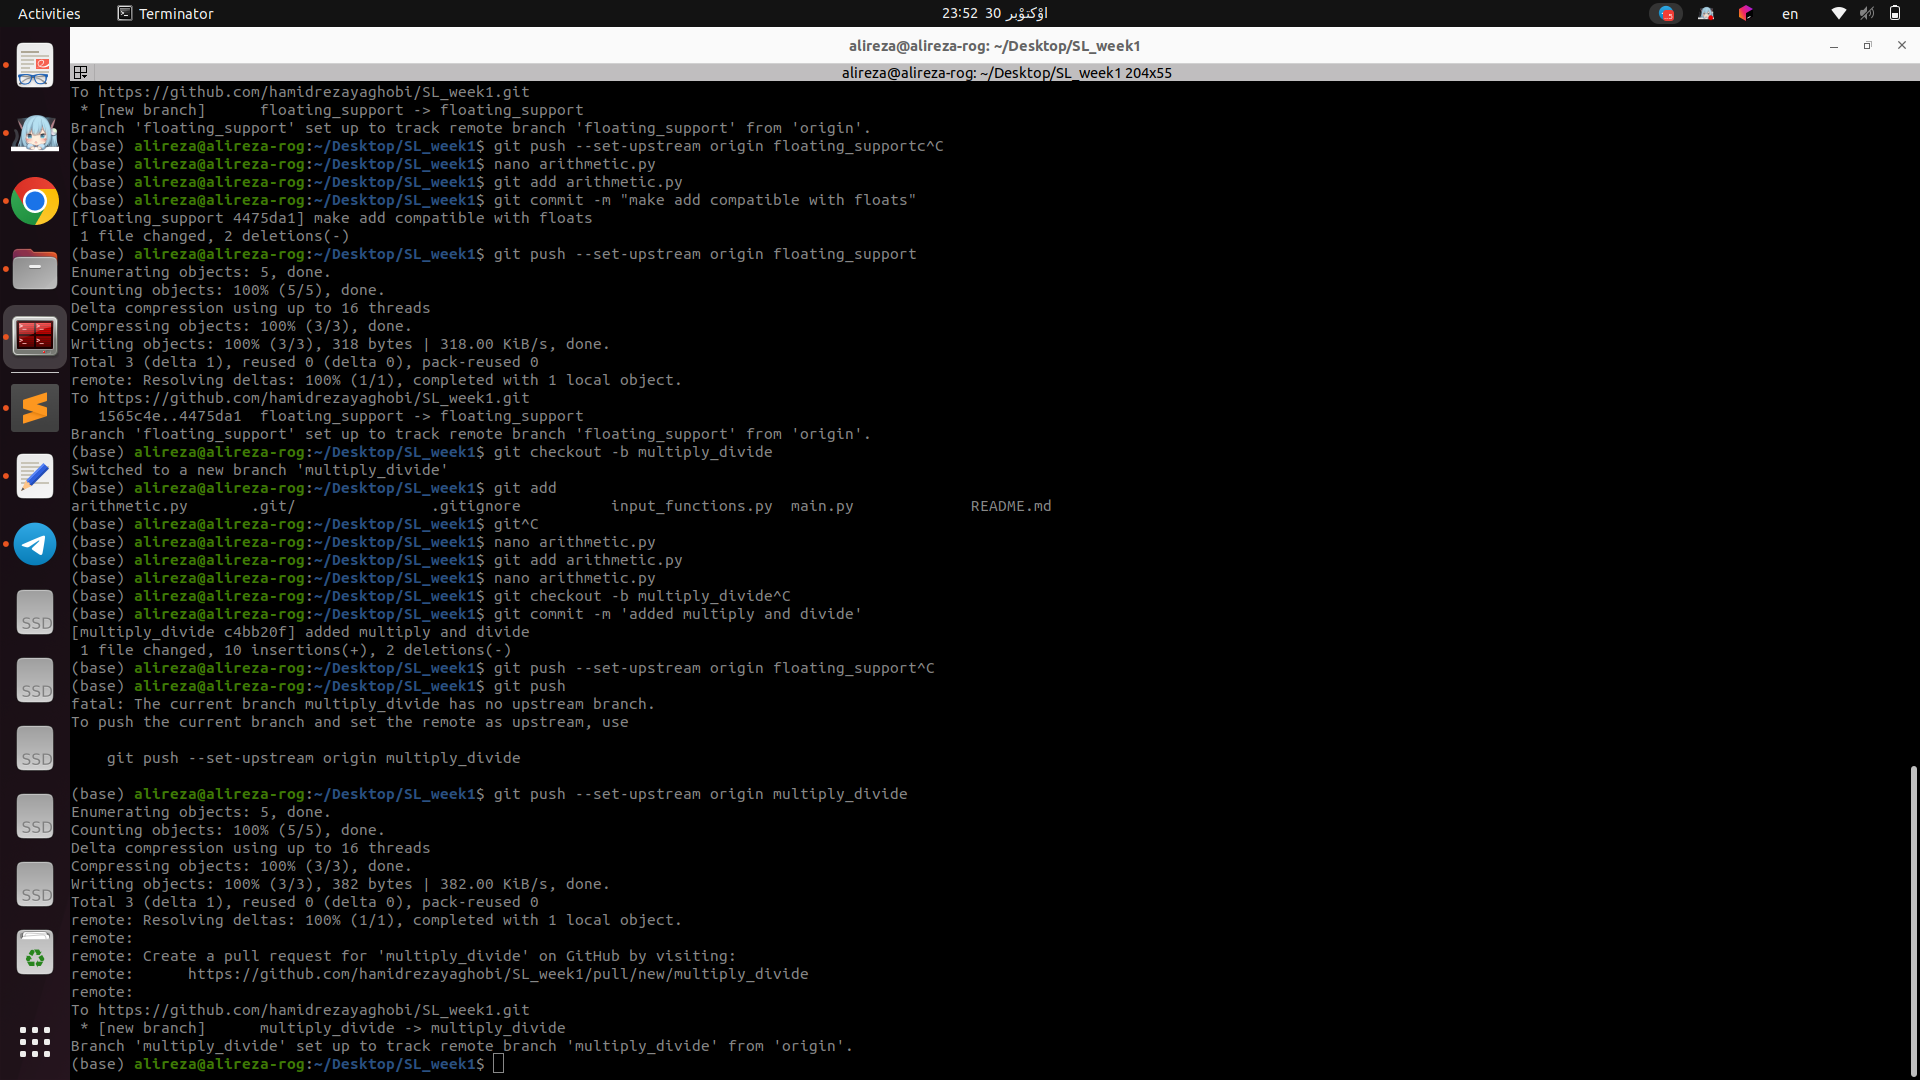 Activities
Terminator
23:52 30 اؤکتوْبر
en
alireza@alireza-rog: ~/Desktop/SL_week1
alireza@alireza-rog: ~/Desktop/SL_week1 204x55
To https://github.com/hamidrezayaghobi/SL_week1.git
 * [new branch]      floating_support -> floating_support
Branch 'floating_support' set up to track remote branch 'floating_support' from 'origin'.
(base) alireza@alireza-rog:~/Desktop/SL_week1$ git push --set-upstream origin floating_supportc^C
(base) alireza@alireza-rog:~/Desktop/SL_week1$ nano arithmetic.py
(base) alireza@alireza-rog:~/Desktop/SL_week1$ git add arithmetic.py
(base) alireza@alireza-rog:~/Desktop/SL_week1$ git commit -m "make add compatible with floats"
[floating_support 4475da1] make add compatible with floats
 1 file changed, 2 deletions(-)
(base) alireza@alireza-rog:~/Desktop/SL_week1$ git push --set-upstream origin floating_support
Enumerating objects: 5, done.
Counting objects: 100% (5/5), done.
Delta compression using up to 16 threads
Compressing objects: 100% (3/3), done.
Writing objects: 100% (3/3), 318 bytes | 318.00 KiB/s, done.
Total 3 (delta 1), reused 0 (delta 0), pack-reused 0
remote: Resolving deltas: 100% (1/1), completed with 1 local object.
To https://github.com/hamidrezayaghobi/SL_week1.git
   1565c4e..4475da1  floating_support -> floating_support
Branch 'floating_support' set up to track remote branch 'floating_support' from 'origin'.
(base) alireza@alireza-rog:~/Desktop/SL_week1$ git checkout -b multiply_divide
Switched to a new branch 'multiply_divide'
(base) alireza@alireza-rog:~/Desktop/SL_week1$ git add
arithmetic.py       .git/               .gitignore          input_functions.py  main.py             README.md
(base) alireza@alireza-rog:~/Desktop/SL_week1$ git^C
(base) alireza@alireza-rog:~/Desktop/SL_week1$ nano arithmetic.py
(base) alireza@alireza-rog:~/Desktop/SL_week1$ git add arithmetic.py
(base) alireza@alireza-rog:~/Desktop/SL_week1$ nano arithmetic.py
(base) alireza@alireza-rog:~/Desktop/SL_week1$ git checkout -b multiply_divide^C
(base) alireza@alireza-rog:~/Desktop/SL_week1$ git commit -m 'added multiply and divide'
[multiply_divide c4bb20f] added multiply and divide
 1 file changed, 10 insertions(+), 2 deletions(-)
(base) alireza@alireza-rog:~/Desktop/SL_week1$ git push --set-upstream origin floating_support^C
(base) alireza@alireza-rog:~/Desktop/SL_week1$ git push
fatal: The current branch multiply_divide has no upstream branch.
To push the current branch and set the remote as upstream, use
    git push --set-upstream origin multiply_divide
(base) alireza@alireza-rog:~/Desktop/SL_week1$ git push --set-upstream origin multiply_divide
Enumerating objects: 5, done.
Counting objects: 100% (5/5), done.
Delta compression using up to 16 threads
Compressing objects: 100% (3/3), done.
Writing objects: 100% (3/3), 382 bytes | 382.00 KiB/s, done.
Total 3 (delta 1), reused 0 (delta 0), pack-reused 0
remote: Resolving deltas: 100% (1/1), completed with 1 local object.
remote:
remote: Create a pull request for 'multiply_divide' on GitHub by visiting:
remote:      https://github.com/hamidrezayaghobi/SL_week1/pull/new/multiply_divide
remote:
To https://github.com/hamidrezayaghobi/SL_week1.git
 * [new branch]      multiply_divide -> multiply_divide
Branch 'multiply_divide' set up to track remote branch 'multiply_divide' from 'origin'.
(base) alireza@alireza-rog:~/Desktop/SL_week1$
SSD
SSD
SSD
SSD
SSD